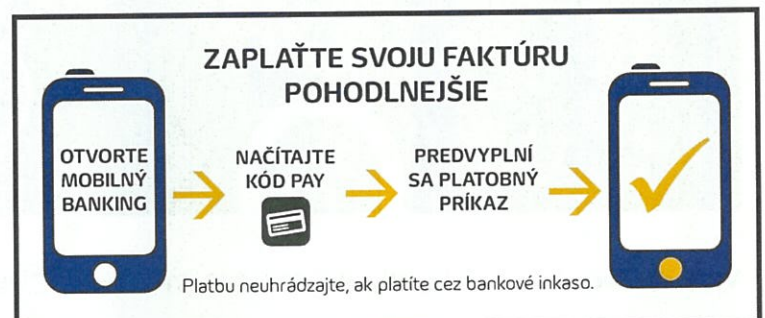 ZAPLAŤTE SVOJU FAKTÚRU
POHODLNEJŠIE
OTVORTE
MOBILNÝ
BANKING
NAČÍTAJTE
KÓD PAY
PREDVYPLNÍ
SA PLATOBNÝ
PRÍKAZ
Platbu neuhrádzajte, ak platíte cez bankové inkaso.